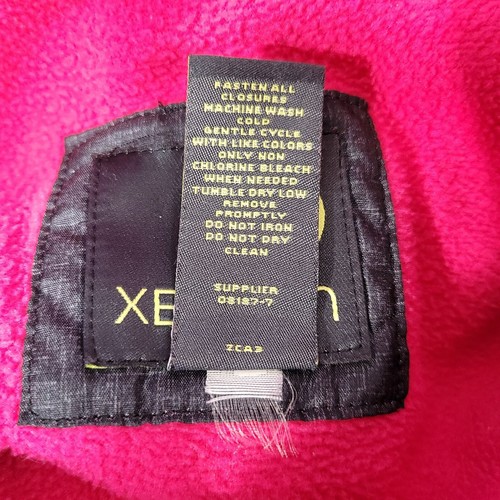 FASTEN ALL
CLOSURES
MACHINE WASH
COLD
GENTLE CYCLE
WITH LIKE COLORS
ONLY NON
CHLORINE BLEACH
WHEN NEEDED
TUMBLE DRY LOW
REMOVE
PROMPTLY
DO NOT IRON
DO NOT DRY
CLEAN
SUPPLIER
08187-7
ZCA3